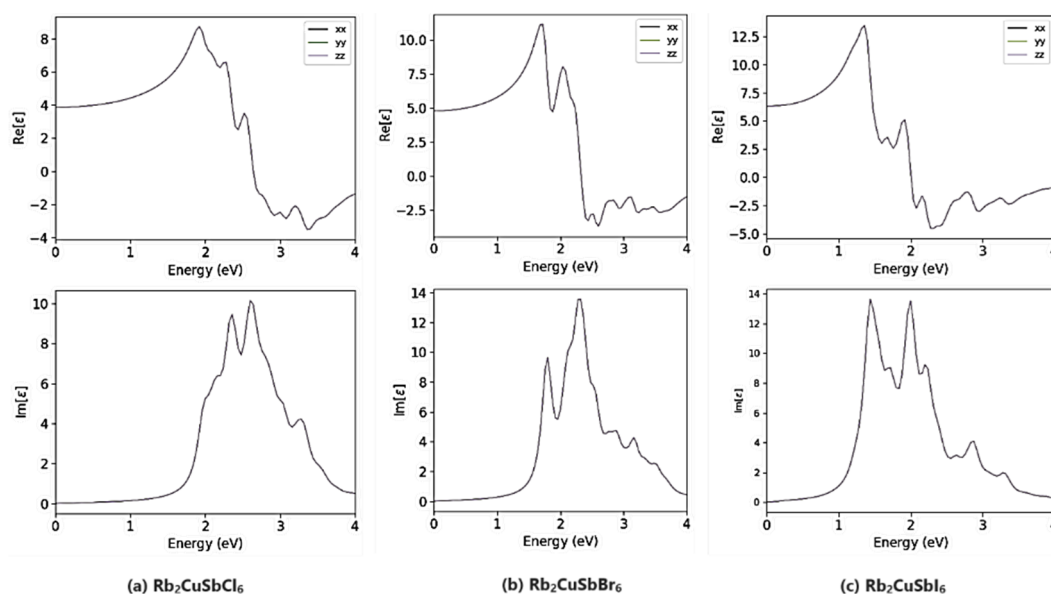 8
6
4
2
0
−2
−4
Re[ε]
xx
yy
zz
0 1 2 3 4
Energy (eV)
10.0
7.5
5.0
2.5
0.0
−2.5
Re[ε]
xx
yy
zz
0 1 2 3 4
Energy (eV)
12.5
10.0
7.5
5.0
2.5
0.0
−2.5
−5.0
Re[ε]
xx
yy
zz
0 1 2 3 4
Energy (eV)
10
8
6
4
2
0
Im[ε]
0 1 2 3 4
Energy (eV)
14
12
10
8
6
4
2
0
Im[ε]
0 1 2 3 4
Energy (eV)
14
12
10
8
6
4
2
0
Im[ε]
0 1 2 3
Energy (eV)
(a) Rb₂CuSbCl₆
(b) Rb₂CuSbBr₆
(c) Rb₂CuSbI₆